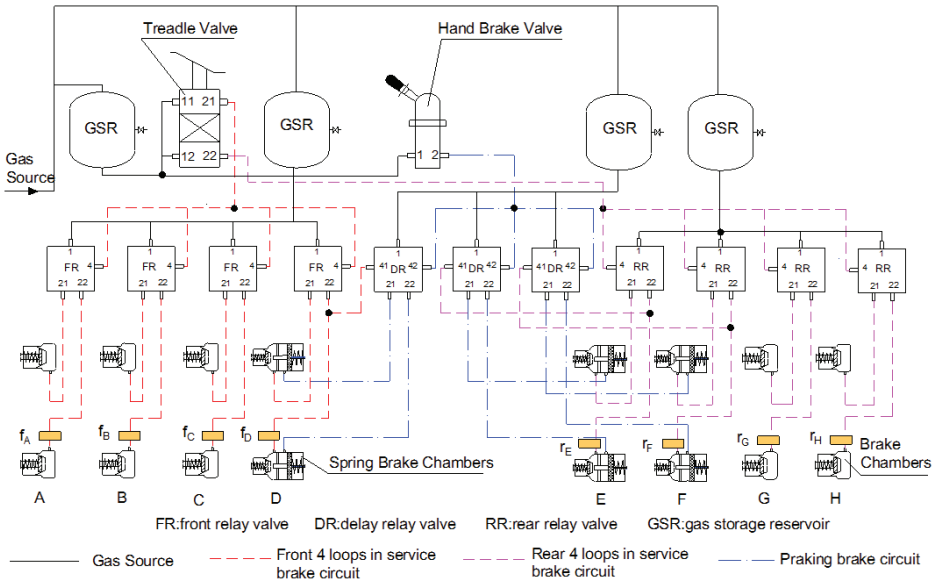 Treadle Valve
Hand Brake Valve
11 21
12 22
GSR
GSR
1 2
GSR
GSR
Gas
Source
1
FR
4
21
22
1
FR
4
21
22
1
FR
4
21
22
1
FR
4
21
22
1
41 DR 42
21
22
1
41 DR 42
21
22
1
41 DR 42
21
22
1
4 RR
21
22
1
4 RR
21
22
1
4 RR
21
22
1
4 RR
21
22
fA
fB
fC
fD
rE
rF
rG
rH
Spring Brake Chambers
Brake
Chambers
A B C D E F G H
FR:front relay valve DR:delay relay valve RR:rear relay valve GSR:gas storage reservoir
Gas Source
Front 4 loops in service
brake circuit
Rear 4 loops in service
brake circuit
Praking brake circuit